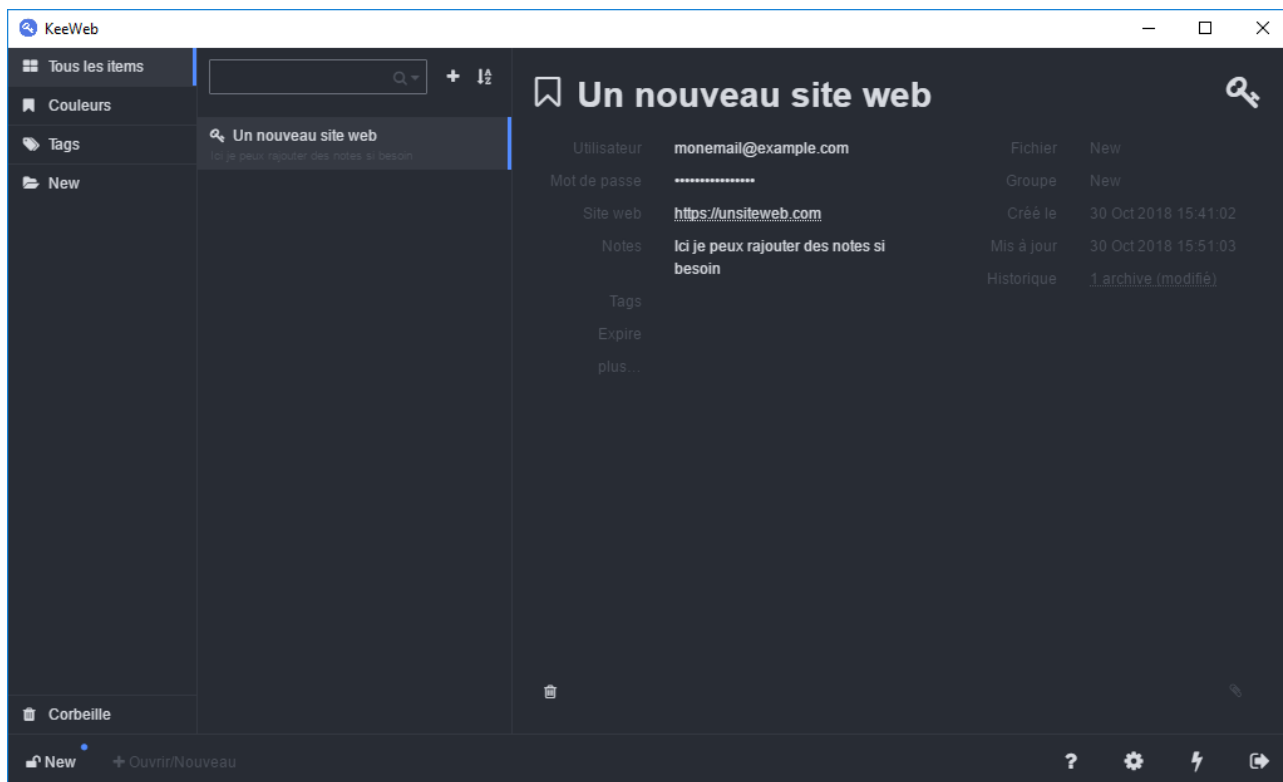 KeeWeb
Tous les items
Couleurs
Tags
New
Corbeille
Un nouveau site web
Ici je peux rajouter des notes si besoin
Un nouveau site web
Utilisateur monemail@example.com
Mot de passe ••••••••••••••••
Site web https://unsiteweb.com
Notes Ici je peux rajouter des notes si
besoin
Tags
Expire
plus...
Fichier New
Groupe New
Créé le 30 Oct 2018 15:41:02
Mis à jour 30 Oct 2018 15:51:03
Historique 1 archive (modifié)
New + Ouvrir/Nouveau ?